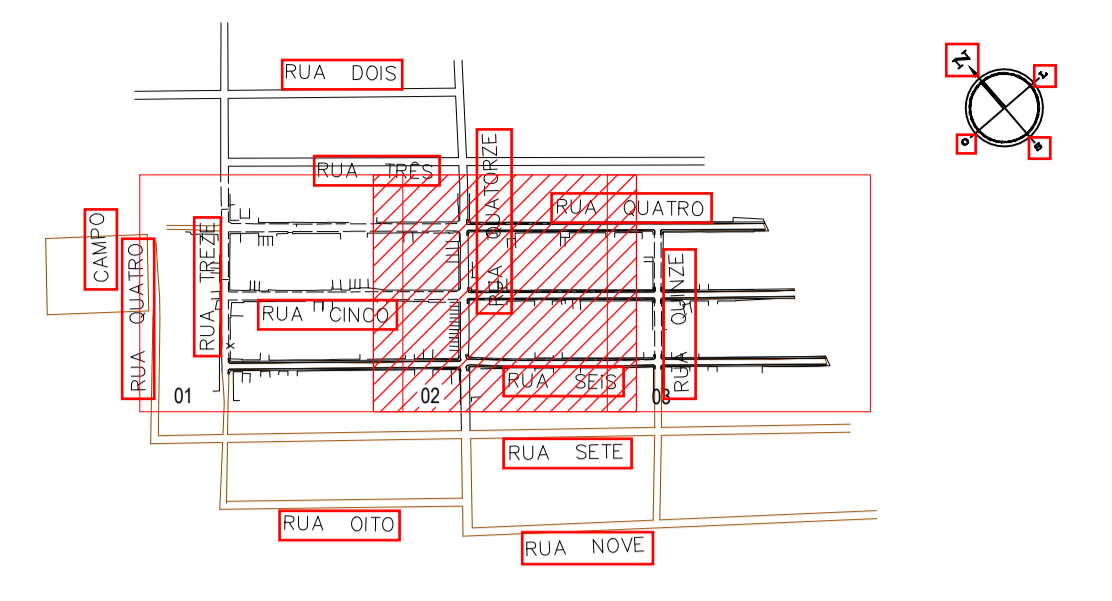 RUA DOIS
N
L
O
S
RUA TRÊS
RUA QUATORZE
RUA QUATRO
CAMPO
RUA QUATRO
RUA TREZE
RUA CINCO
RUA QUINZE
x
RUA SEIS
01
02
03
RUA SETE
RUA OITO
RUA NOVE